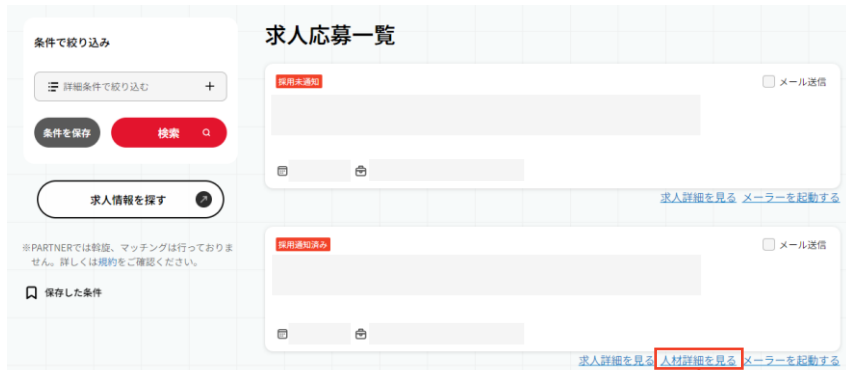 条件で絞り込み
詳細条件で絞り込む
条件を保存 検索
求人情報を探す
※PARTNERでは斡旋、マッチングは行っておりま
せん。詳しくは規約をご確認ください。
保存した条件
求人応募一覧
採用未通知 メール送信
求人詳細を見る メーラーを起動する
採用通知済み メール送信
求人詳細を見る 人材詳細を見る メーラーを起動する